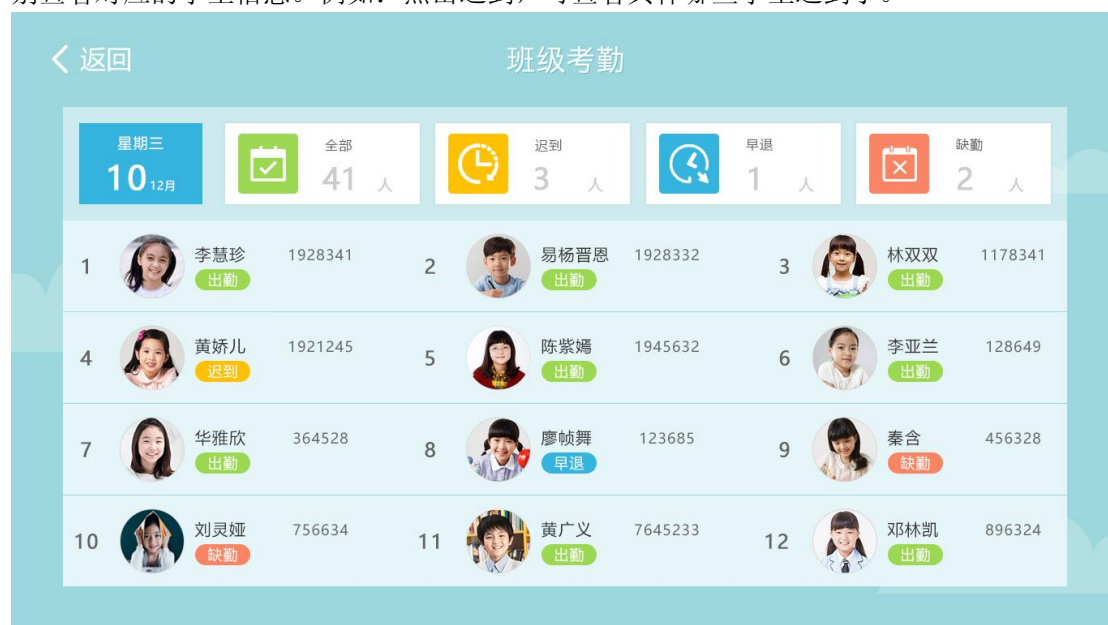 别查看对应的学生信息。例如：点击迟到，可查看具体哪些学生迟到了。
返回
班级考勤
星期三
10 12月
全部
41 人
迟到
3 人
早退
1 人
缺勤
2 人
1 李慧珍 1928341
出勤
2 易杨晋恩 1928332
出勤
3 林双双 1178341
出勤
4 黄娇儿 1921245
迟到
5 陈紫嫣 1945632
出勤
6 李亚兰 128649
出勤
7 华雅欣 364528
出勤
8 廖帧舞 123685
早退
9 秦含 456328
缺勤
10 刘灵娅 756634
缺勤
11 黄广义 7645233
出勤
12 邓林凯 896324
出勤